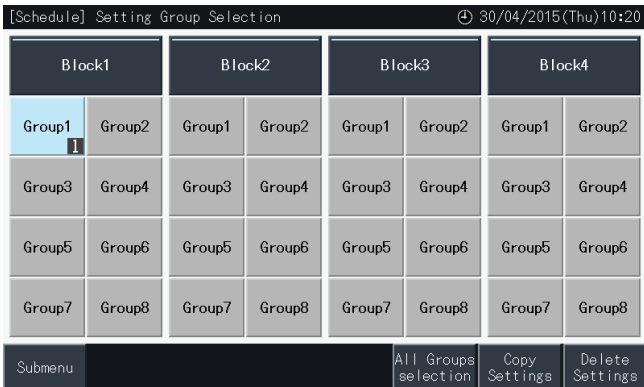 [Schedule] Setting Group Selection 30/04/2015(Thu)10:20
Block1 Block2 Block3 Block4
Group1 Group2 Group1 Group2 Group1 Group2 Group1 Group2
1
Group3 Group4 Group3 Group4 Group3 Group4 Group3 Group4
Group5 Group6 Group5 Group6 Group5 Group6 Group5 Group6
Group7 Group8 Group7 Group8 Group7 Group8 Group7 Group8
Submenu
All Groups
selection
Copy
Settings
Delete
Settings